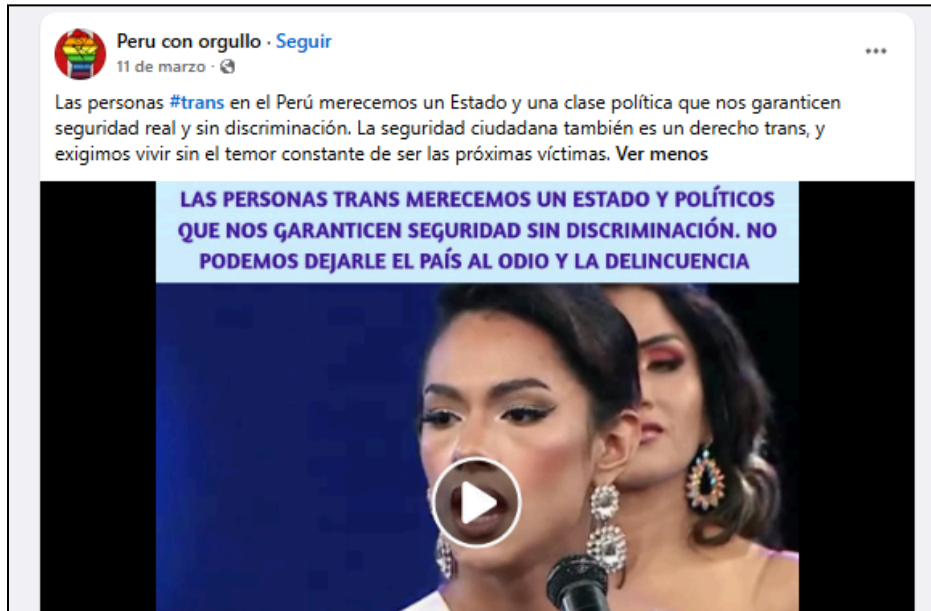 Peru con orgullo · Seguir
11 de marzo ·
Las personas #trans en el Perú merecemos un Estado y una clase política que nos garanticen
seguridad real y sin discriminación. La seguridad ciudadana también es un derecho trans, y
exigimos vivir sin el temor constante de ser las próximas víctimas. Ver menos
LAS PERSONAS TRANS MERECEMOS UN ESTADO Y POLÍTICOS
QUE NOS GARANTICEN SEGURIDAD SIN DISCRIMINACIÓN. NO
PODEMOS DEJARLE EL PAÍS AL ODIO Y LA DELINCUENCIA